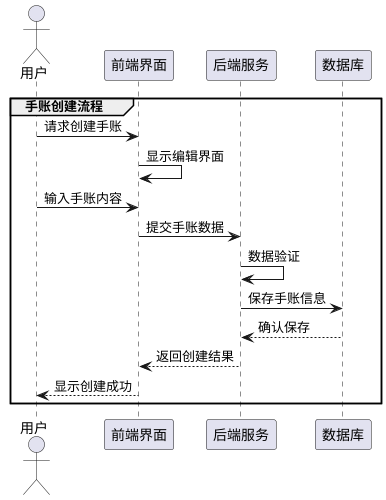 用户
前端界面
后端服务
数据库
手账创建流程
请求创建手账
显示编辑界面
输入手账内容
提交手账数据
数据验证
保存手账信息
确认保存
返回创建结果
显示创建成功
用户
前端界面
后端服务
数据库